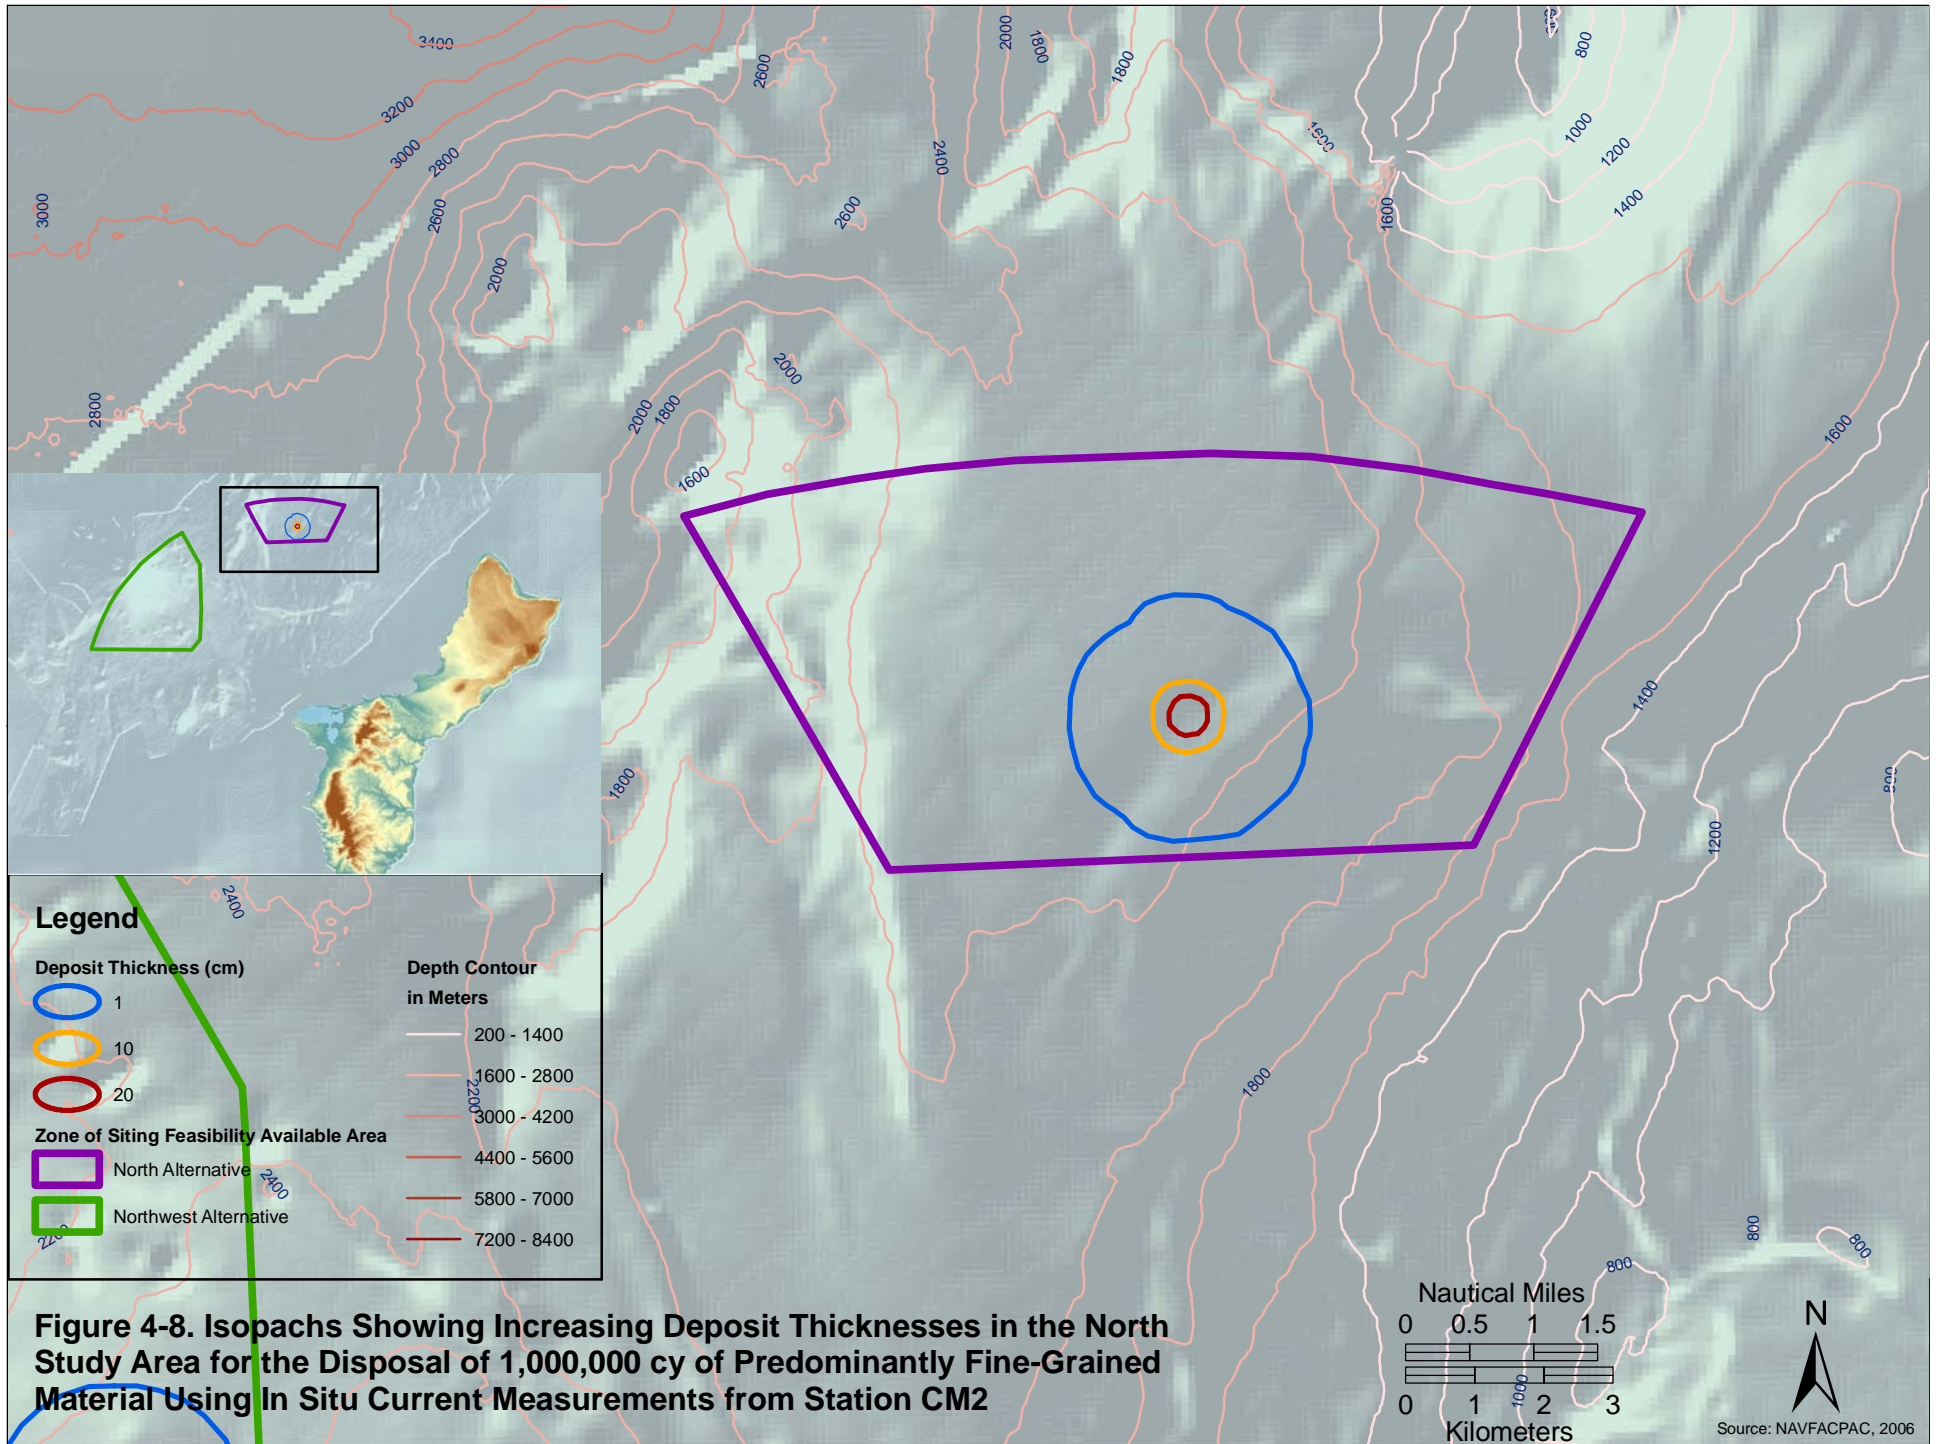 3400
2600
2000
1800
1800
800
3200
3000
2800
2400
1600
1000
1200
1400
3000
2600
2600
1600
2000
2800
2000
2000
1800
1600
1600
1400
1800
800
1200
2400
Legend
Deposit Thickness (cm)
1
10
20
Depth Contour
in Meters
200 - 1400
1600 - 2800
3000 - 4200
4400 - 5600
5800 - 7000
7200 - 8400
2200
Zone of Siting Feasibility Available Area
North Alternative
Northwest Alternative
2400
2200
1800
800
800
800
Figure 4-8. Isopachs Showing Increasing Deposit Thicknesses in the North
Study Area for the Disposal of 1,000,000 cy of Predominantly Fine-Grained
Material Using In Situ Current Measurements from Station CM2
Nautical Miles
0 0.5 1 1.5
0 1 2 3
Kilometers
1000
N
Source: NAVFACPAC, 2006